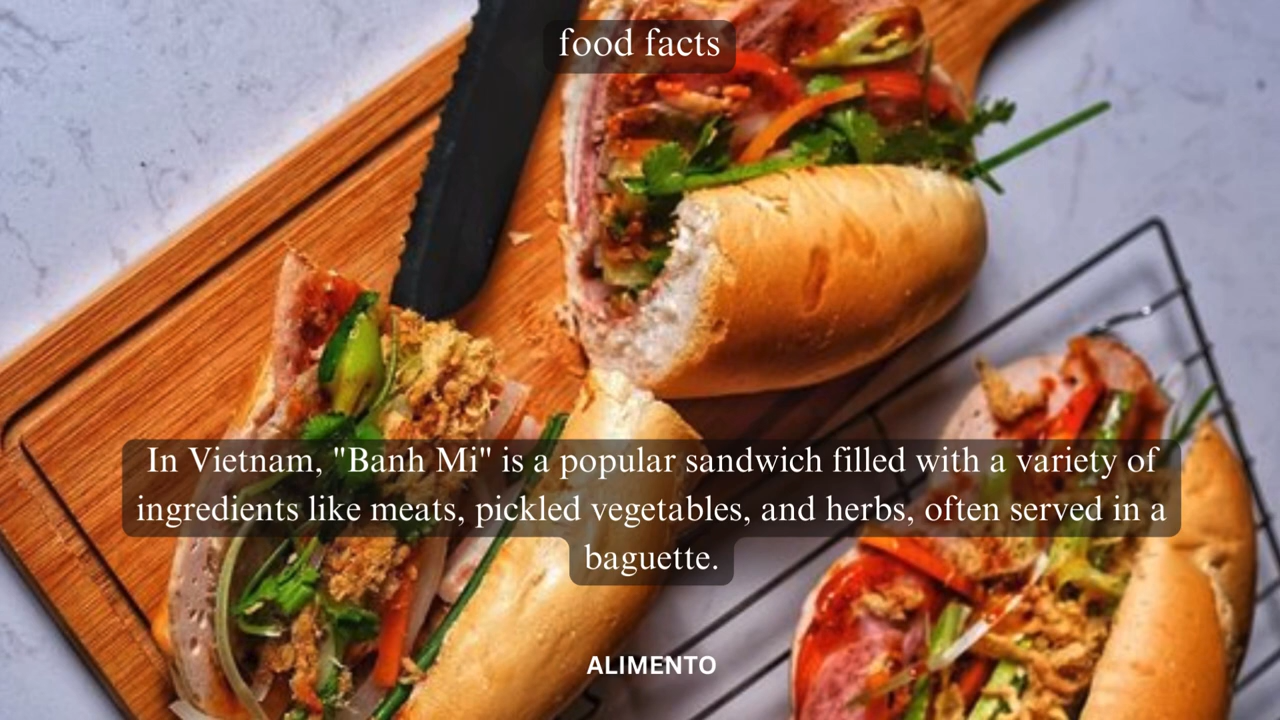 food facts
In Vietnam, "Banh Mi" is a popular sandwich filled with a variety of
ingredients like meats, pickled vegetables, and herbs, often served in a
baguette.
ALIMENTO